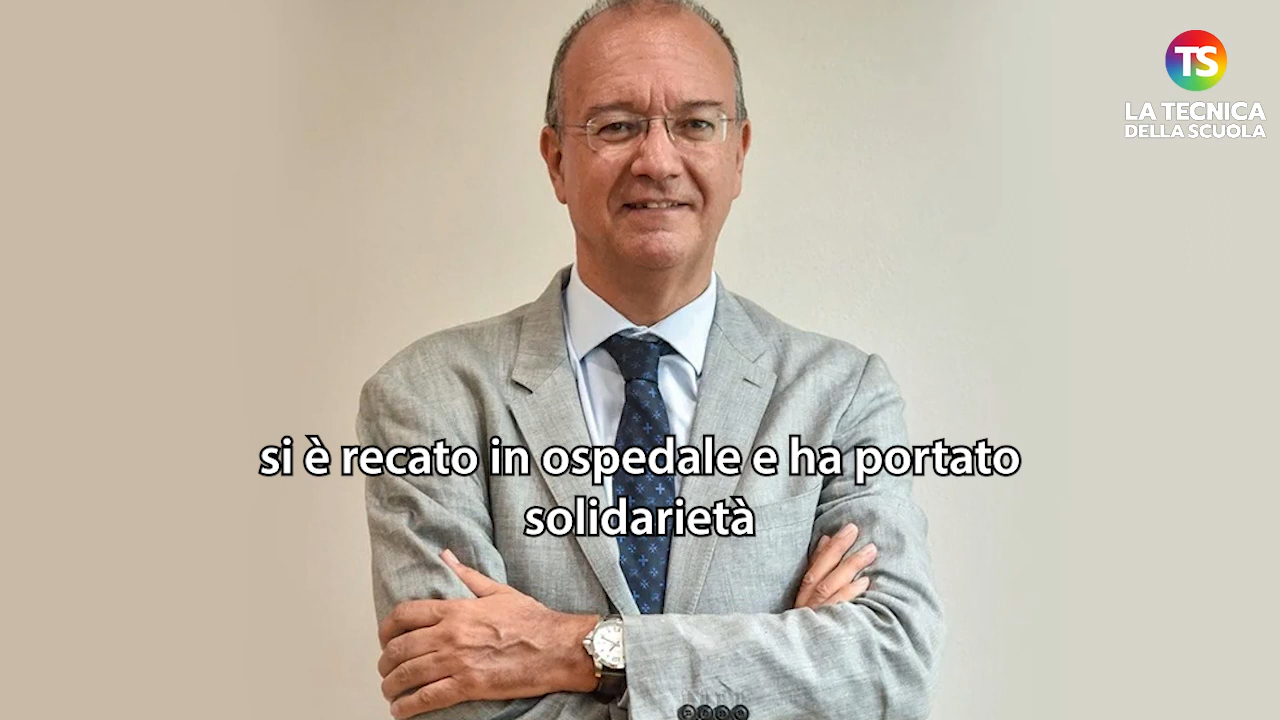 TS
LA TECNICA
DELLA SCUOLA
si è recato in ospedale e ha portato
solidarietà